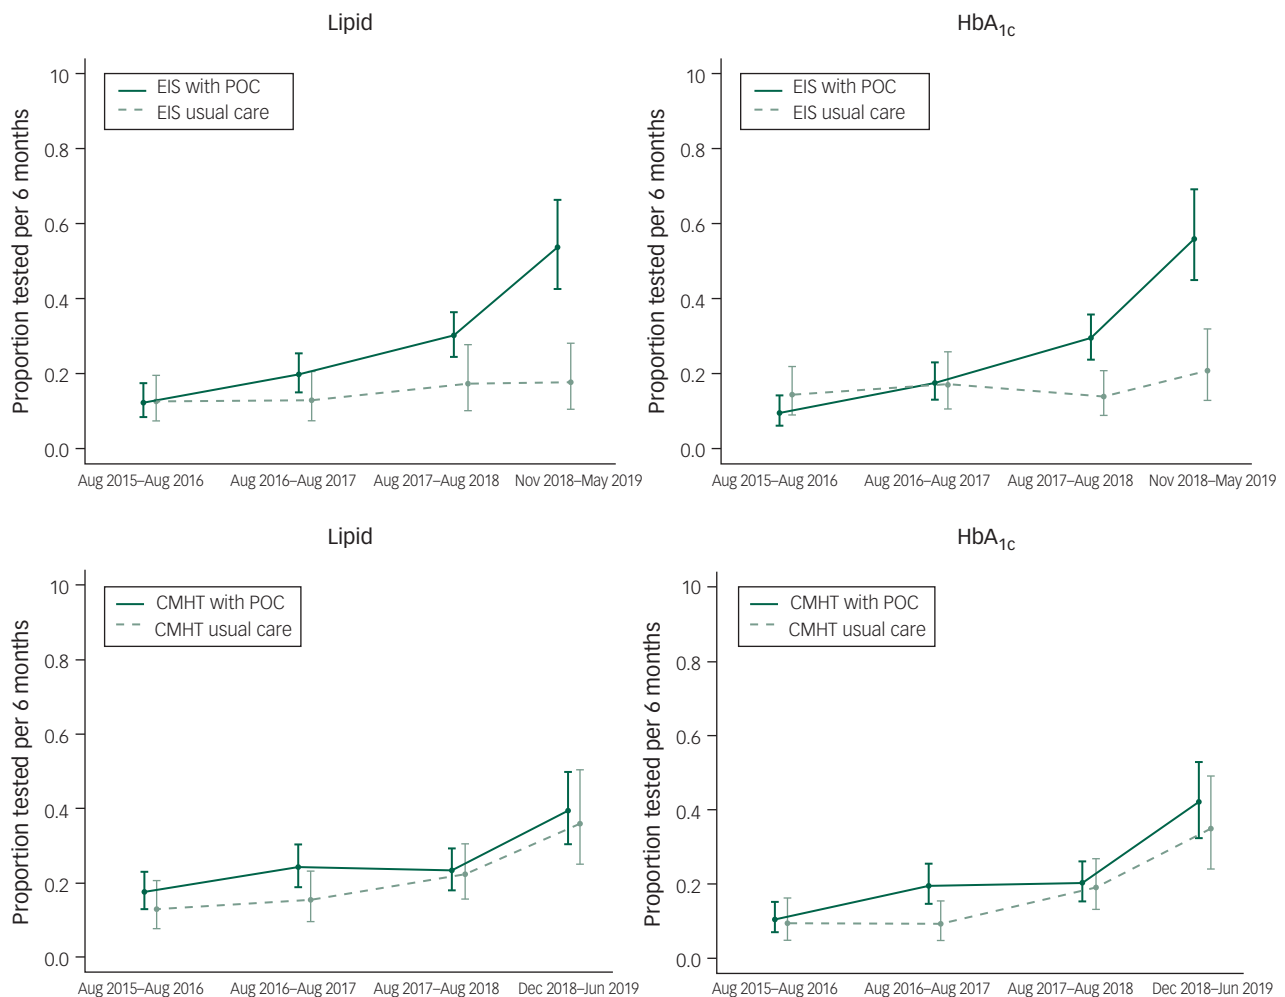 Lipid
Proportion tested per 6 months
10
0.8
0.6
0.4
0.2
0.0
EIS with POC
EIS usual care
Aug 2015–Aug 2016 Aug 2016–Aug 2017 Aug 2017–Aug 2018 Nov 2018–May 2019
HbA1c
Proportion tested per 6 months
10
0.8
0.6
0.4
0.2
0.0
EIS with POC
EIS usual care
Aug 2015–Aug 2016 Aug 2016–Aug 2017 Aug 2017–Aug 2018 Nov 2018–May 2019
Lipid
Proportion tested per 6 months
10
0.8
0.6
0.4
0.2
0.0
CMHT with POC
CMHT usual care
Aug 2015–Aug 2016 Aug 2016–Aug 2017 Aug 2017–Aug 2018 Dec 2018–Jun 2019
HbA1c
Proportion tested per 6 months
10
0.8
0.6
0.4
0.2
0.0
CMHT with POC
CMHT usual care
Aug 2015–Aug 2016 Aug 2016–Aug 2017 Aug 2017–Aug 2018 Dec 2018–Jun 2019